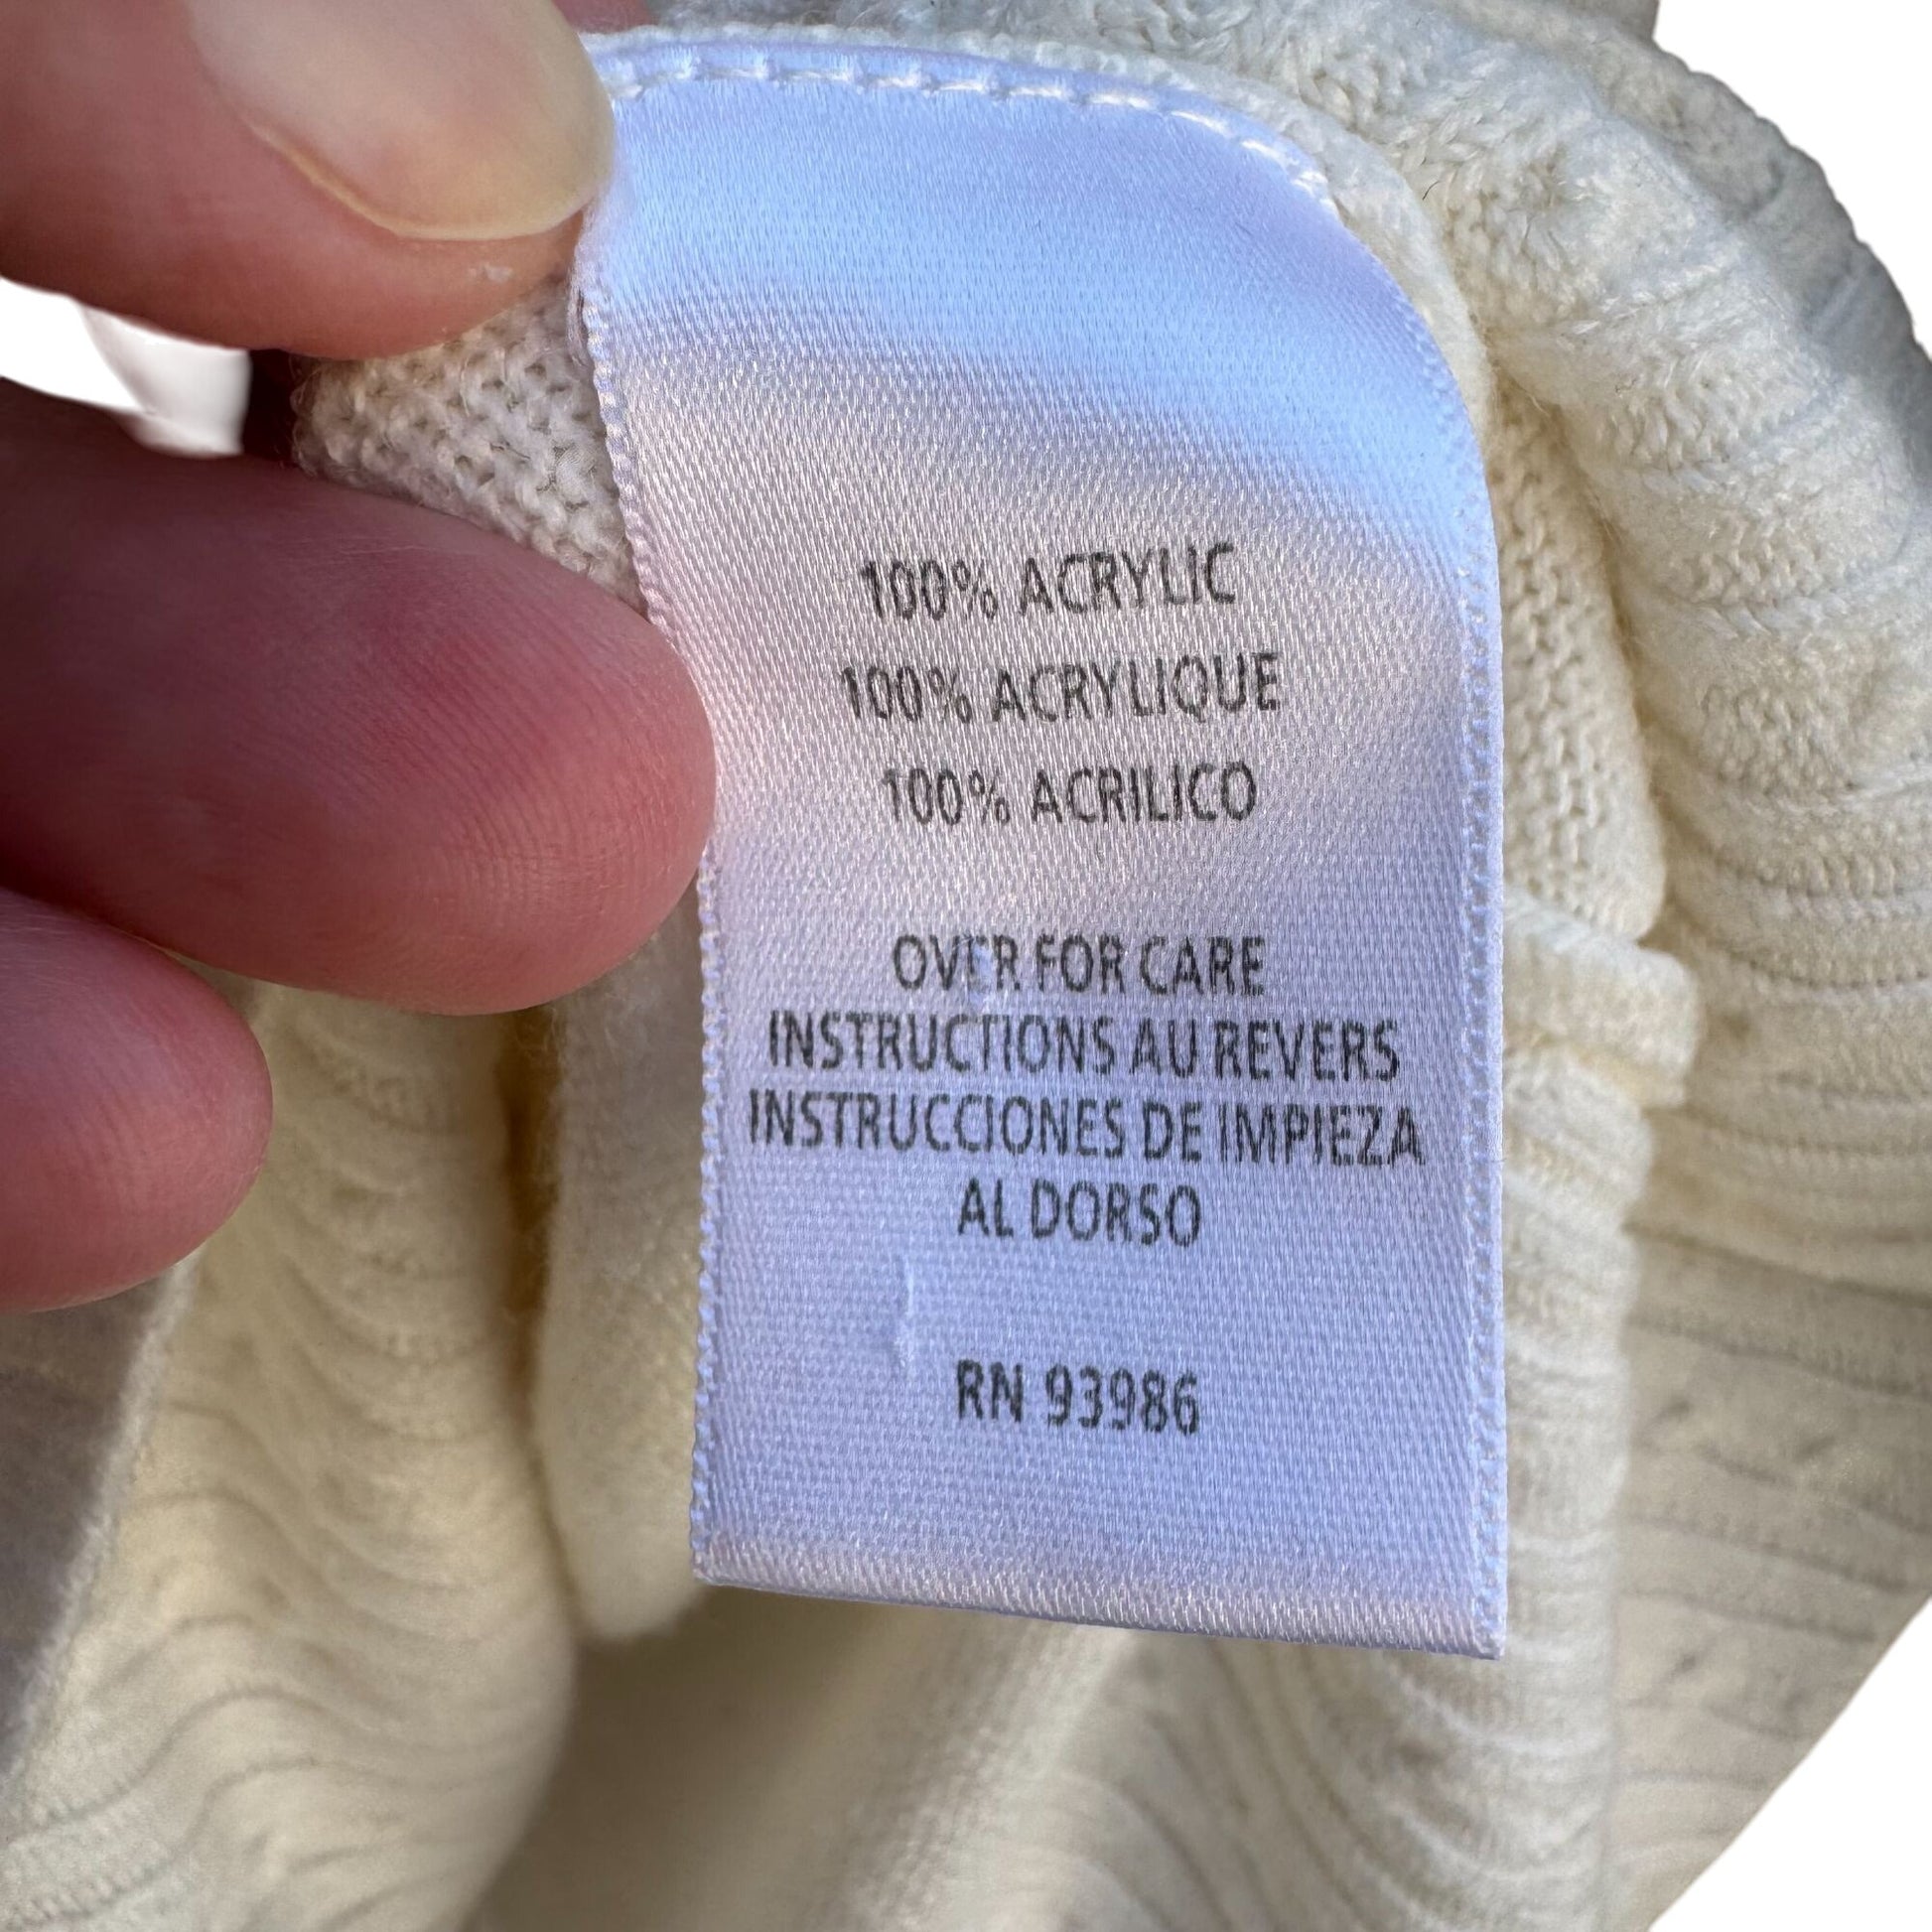 100% ACRYLIC
100% ACRYLIQUE
100% ACRILICO
OVER FOR CARE
INSTRUCTIONS AU REVERS
INSTRUCCIONES DE IMPIEZA
AL DORSO
RN 93986